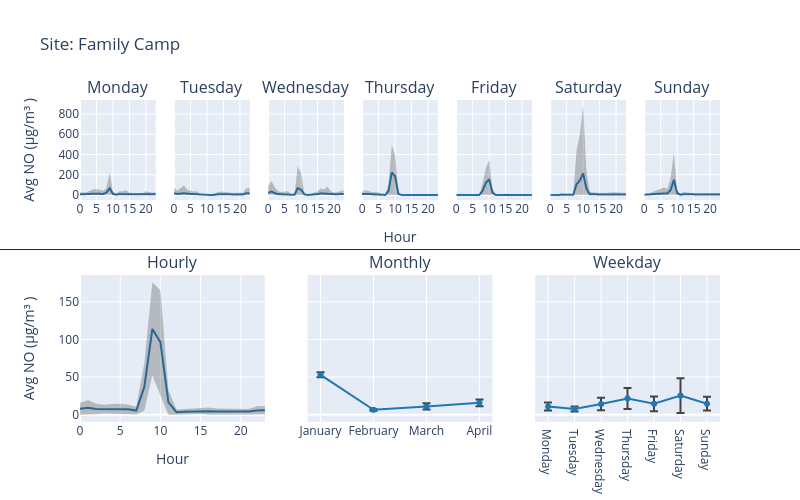 Site: Family Camp
Monday Tuesday Wednesday Thursday Friday Saturday Sunday
Avg NO (µg/m³ )
800
600
400
200
0
0 5 10 15 20 0 5 10 15 20 0 5 10 15 20 0 5 10 15 20 0 5 10 15 20 0 5 10 15 20 0 5 10 15 20
Hour
Hourly Monthly Weekday
Avg NO (µg/m³ )
150
100
50
0
0 5 10 15 20
Hour
January February March April
Monday
Tuesday
Wednesday
Thursday
Friday
Saturday
Sunday